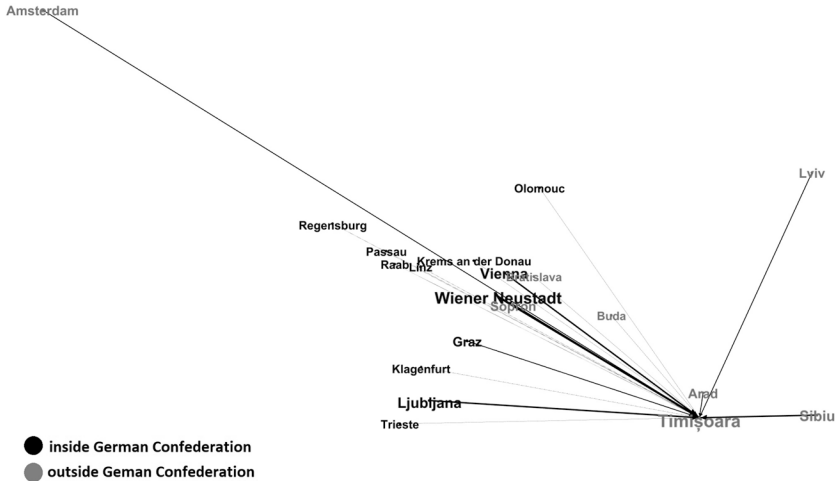 Amsterdam
Lviv
Olomouc
Regensburg
Passau
Krems an der Donau
Raab
Linz
Vienna
Bratislava
Wiener Neustadt
Sopron
Buda
Graz
Klagenfurt
Arad
Ljubljana
Sibiu
Trieste
Timișoara
inside German Confederation
outside Geman Confederation